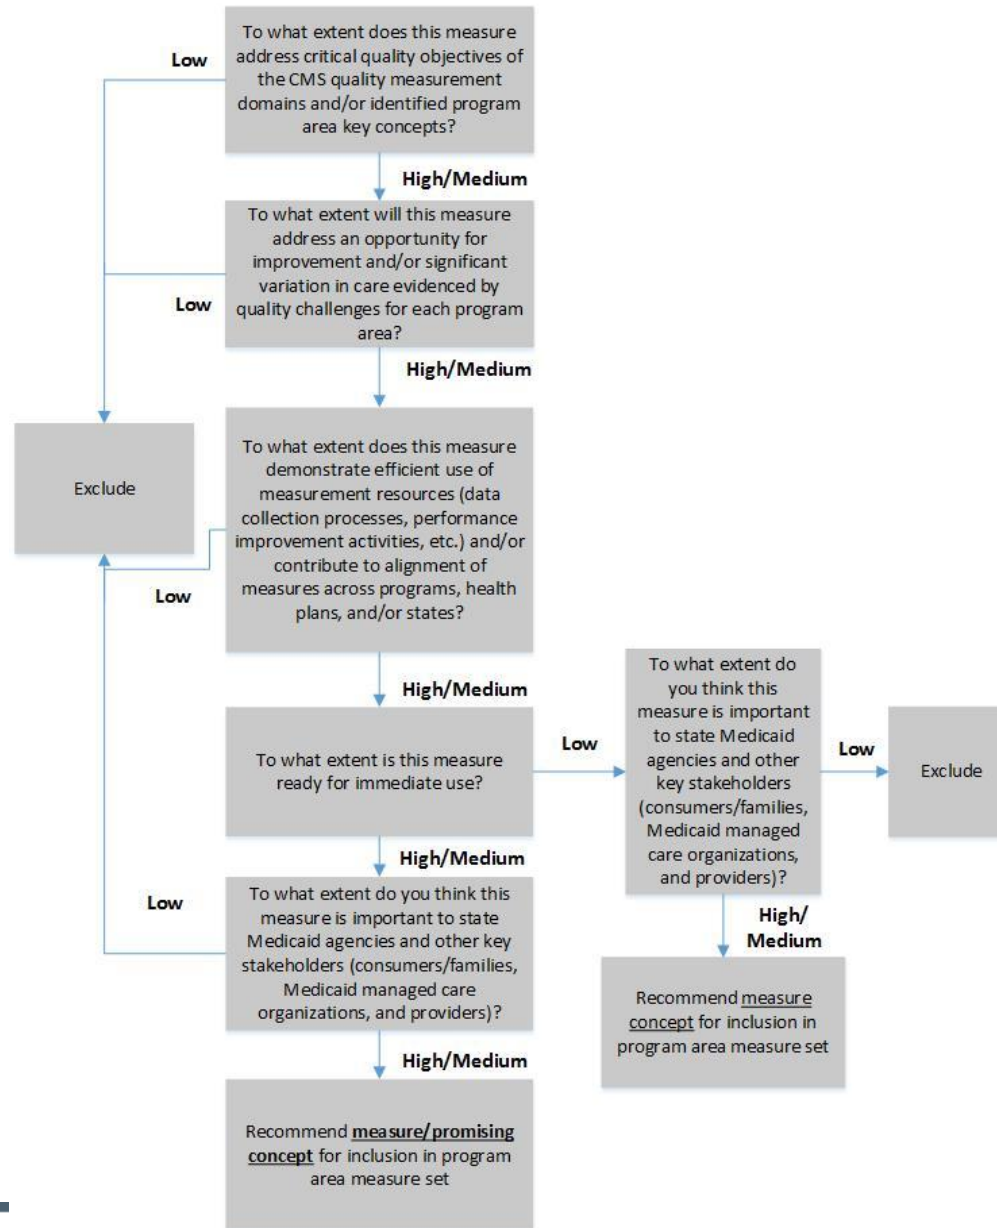 To what extent does this measure
address critical quality objectives of
the CMS quality measurement
domains and/or identified program
area key concepts?
Low
High/Medium
To what extent will this measure
address an opportunity for
improvement and/or significant
variation in care evidenced by
quality challenges for each program
area?
Low
High/Medium
Exclude
To what extent does this measure
demonstrate efficient use of
measurement resources (data
collection processes, performance
improvement activities, etc.) and/or
contribute to alignment of
measures across programs, health
plans, and/or states?
Low
High/Medium
To what extent is this measure
ready for immediate use?
Low
To what extent do
you think this
measure is important
to state Medicaid
agencies and other
key stakeholders
(consumers/families,
Medicaid managed
care organizations,
and providers)?
Low
Exclude
High/Medium
To what extent do you think this
measure is important to state
Medicaid agencies and other key
stakeholders (consumers/families,
Medicaid managed care
organizations, and providers)?
Low
High/
Medium
Recommend measure
concept for inclusion in
program area measure set
High/Medium
Recommend measure/promising
concept for inclusion in program
area measure set